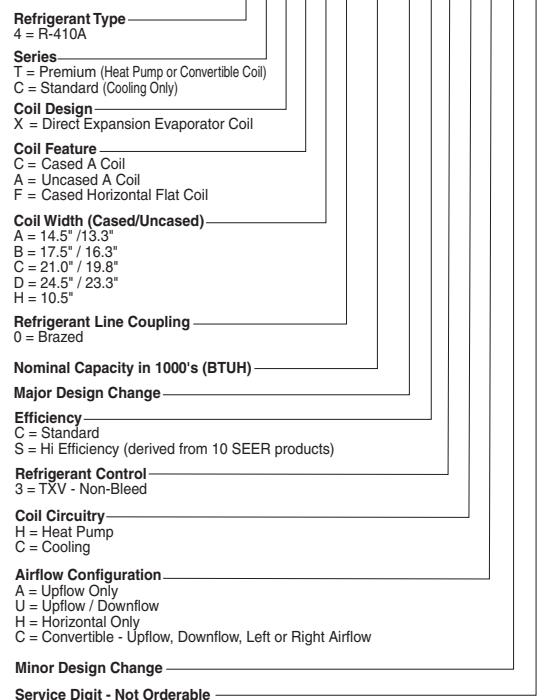 Refrigerant Type
4 = R-410A
Series
T = Premium (Heat Pump or Convertible Coil)
C = Standard (Cooling Only)
Coil Design
X = Direct Expansion Evaporator Coil
Coil Feature
C = Cased A Coil
A = Uncased A Coil
F = Cased Horizontal Flat Coil
Coil Width (Cased/Uncased)
A = 14.5" /13.3"
B = 17.5" / 16.3"
C = 21.0" / 19.8"
D = 24.5" / 23.3"
H = 10.5"
Refrigerant Line Coupling
0 = Brazed
Nominal Capacity in 1000's (BTUH)
Major Design Change
Efficiency
C = Standard
S = Hi Efficiency (derived from 10 SEER products)
Refrigerant Control
3 = TXV - Non-Bleed
Coil Circuitry
H = Heat Pump
C = Cooling
Airflow Configuration
A = Upflow Only
U = Upflow / Downflow
H = Horizontal Only
C = Convertible - Upflow, Downflow, Left or Right Airflow
Minor Design Change
Service Digit - Not Orderable